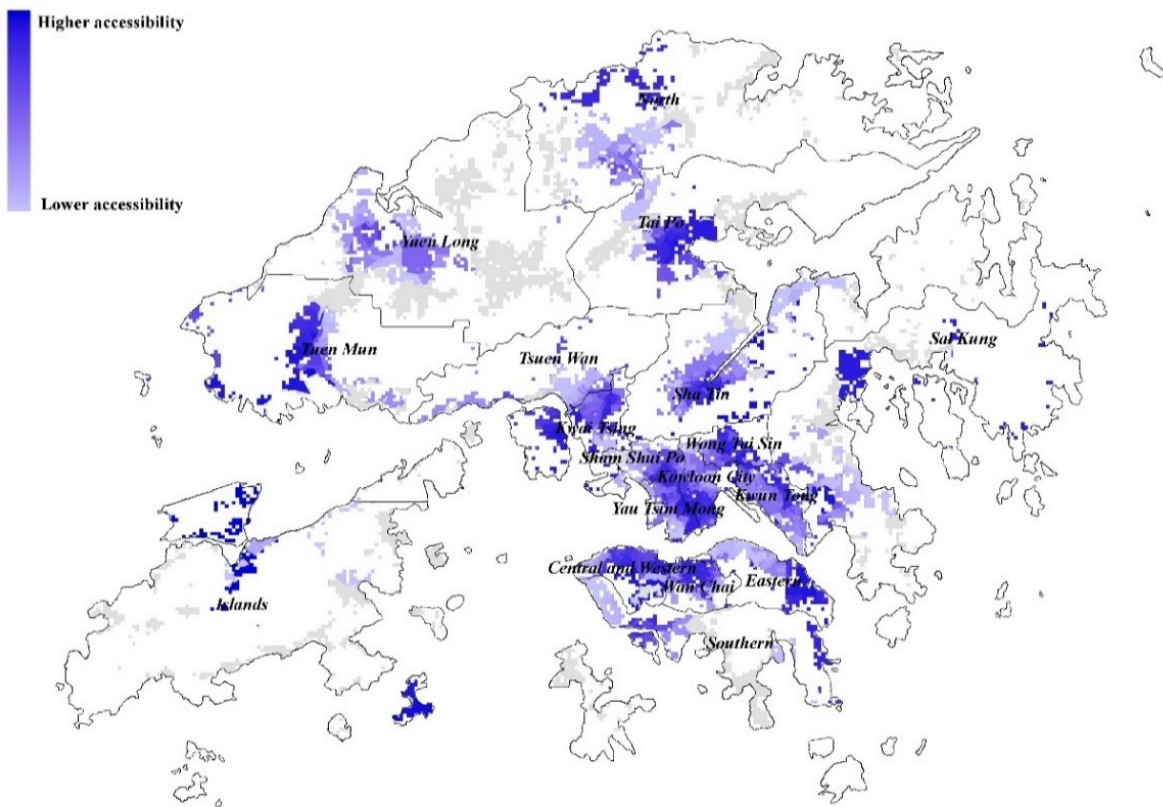 Higher accessibility
Lower accessibility
North
Tai Po
Yuen Long
Tuen Mun
Tsuen Wan
Sai Kung
Sha Tin
Kwai Tsing
Wong Tai Sin
Sham Shui Po
Kowloon City
Kwun Tong
Yau Tsim Mong
Central and Western
Wan Chai
Eastern
Islands
Southern